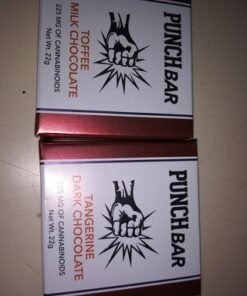 PUNCH BAR
TOFFEE
MILK CHOCOLATE
225 MG OF CANNABINOIDS
Net Wt. 22g
PUNCH BAR
TANGERINE
DARK CHOCOLATE
225 MG OF CANNABINOIDS
Net Wt. 22g